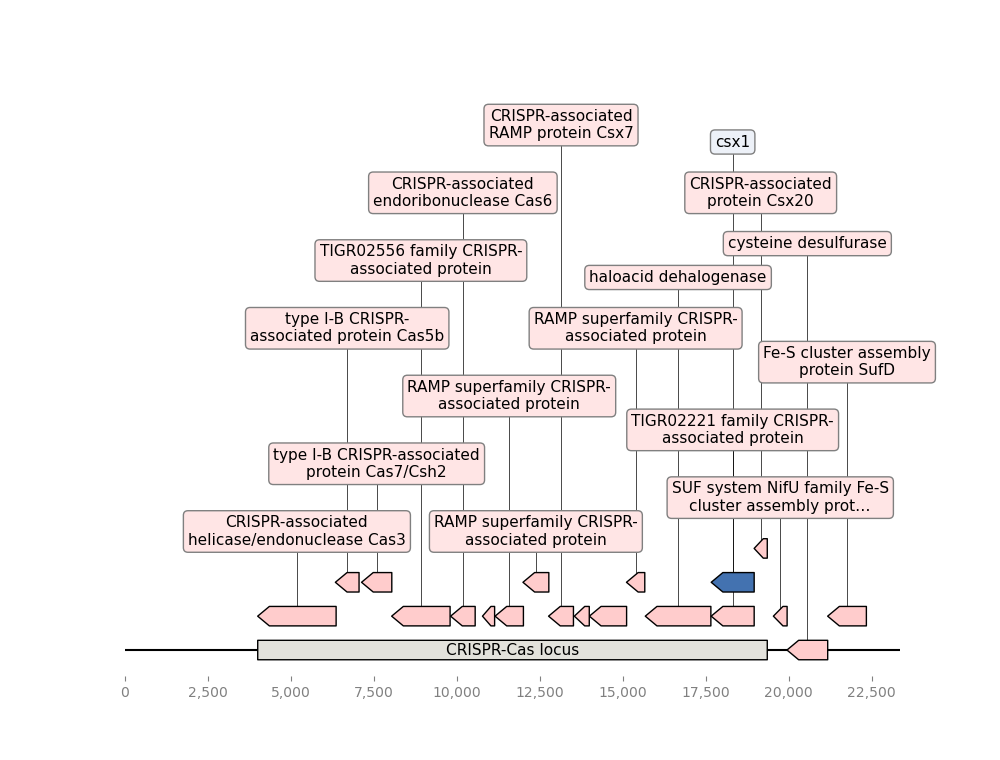 CRISPR-associated
RAMP protein Csx7
csx1
CRISPR-associated
endoribonuclease Cas6
CRISPR-associated
protein Csx20
cysteine desulfurase
TIGR02556 family CRISPR-
associated protein
haloacid dehalogenase
type I-B CRISPR-
associated protein Cas5b
RAMP superfamily CRISPR-
associated protein
Fe-S cluster assembly
protein SufD
RAMP superfamily CRISPR-
associated protein
TIGR02221 family CRISPR-
associated protein
type I-B CRISPR-associated
protein Cas7/Csh2
SUF system NifU family Fe-S
cluster assembly prot...
CRISPR-associated
helicase/endonuclease Cas3
RAMP superfamily CRISPR-
associated protein
CRISPR-Cas locus
0 2,500 5,000 7,500 10,000 12,500 15,000 17,500 20,000 22,500